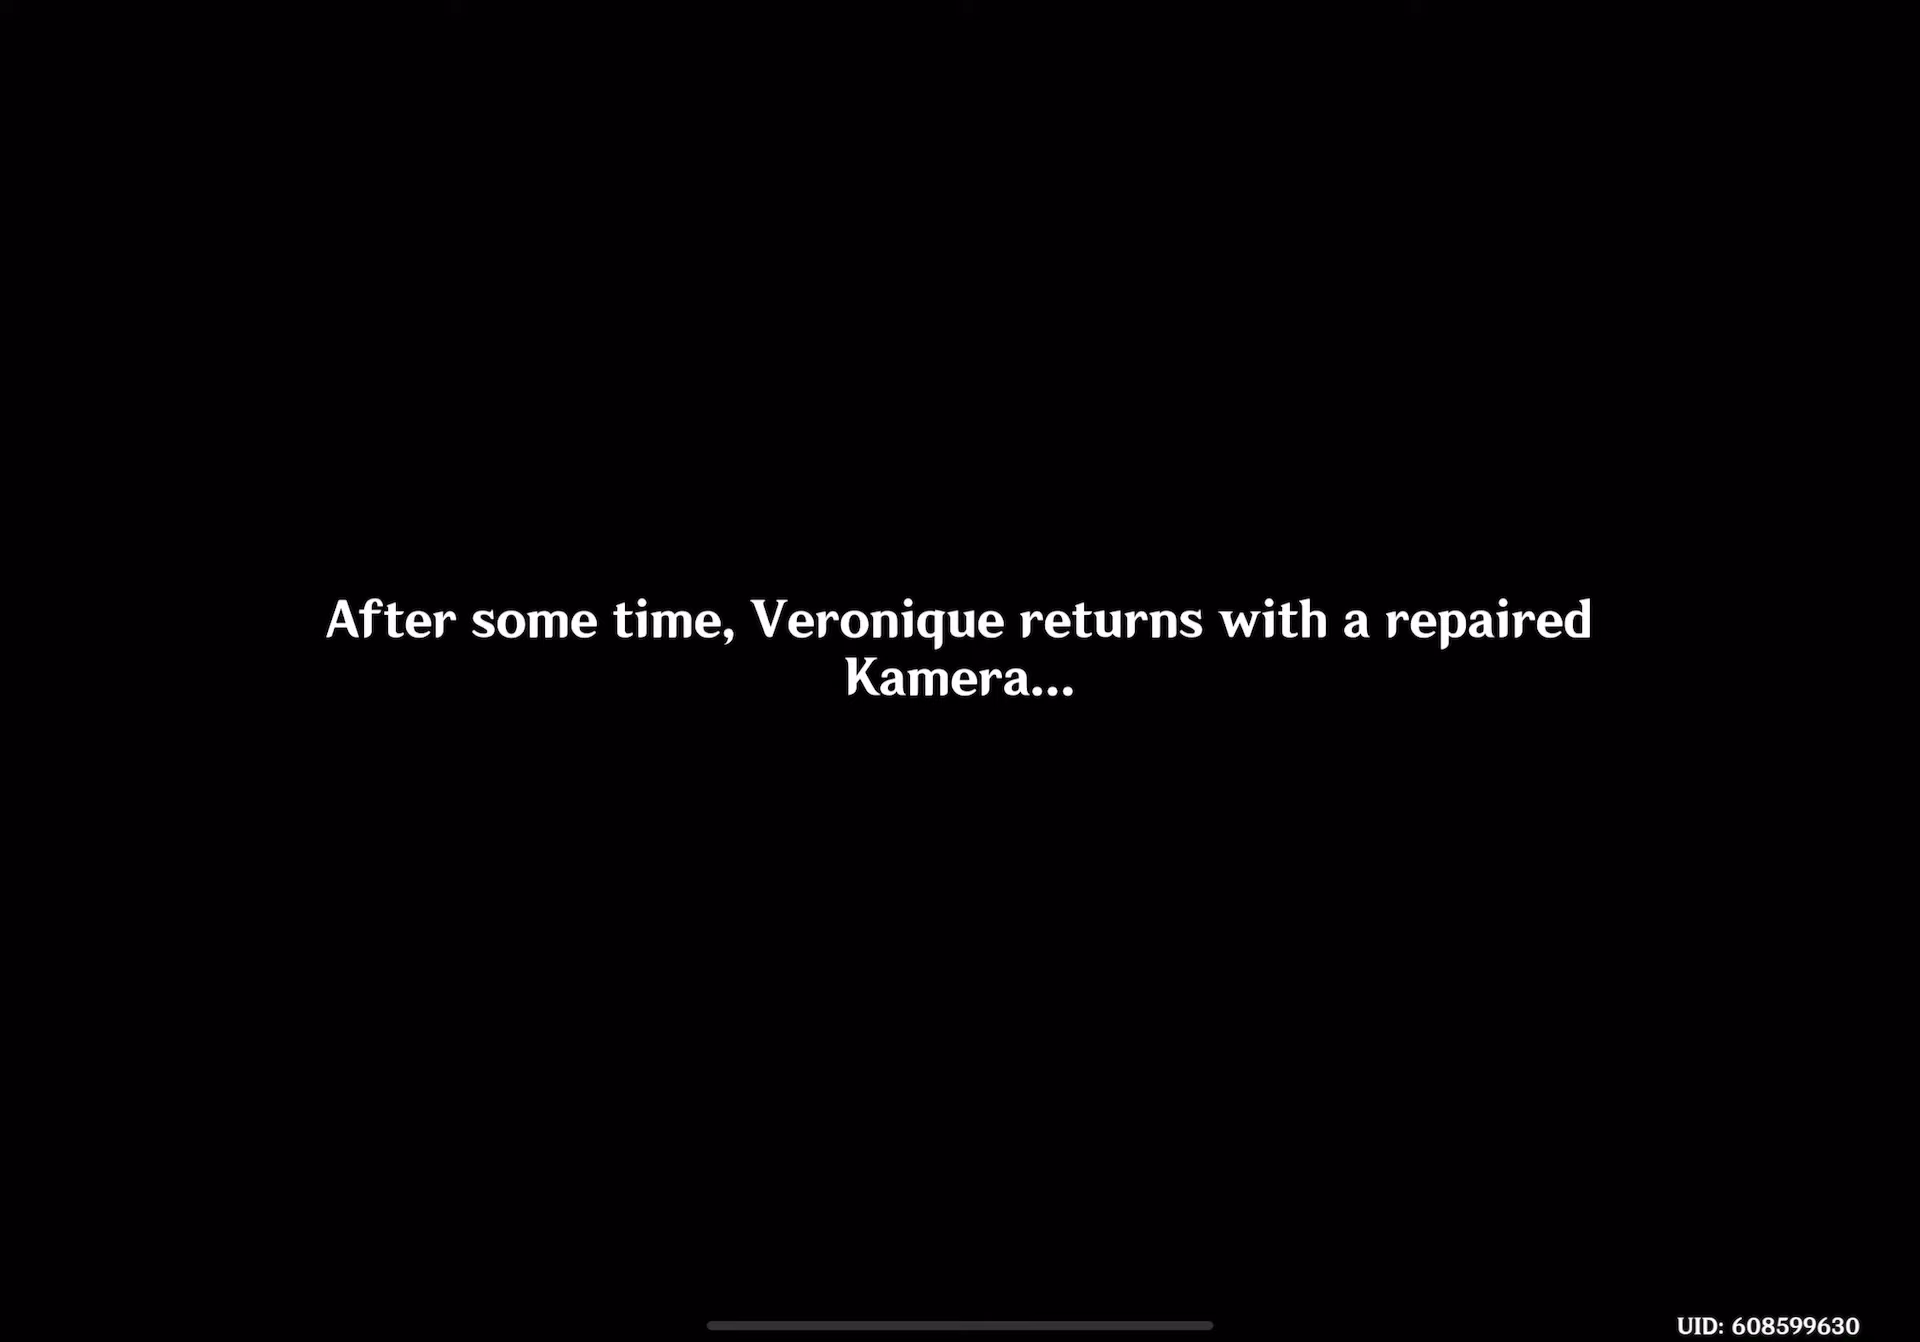 After some time, Veronique returns with a repaired
Kamera...
UID: 608599630